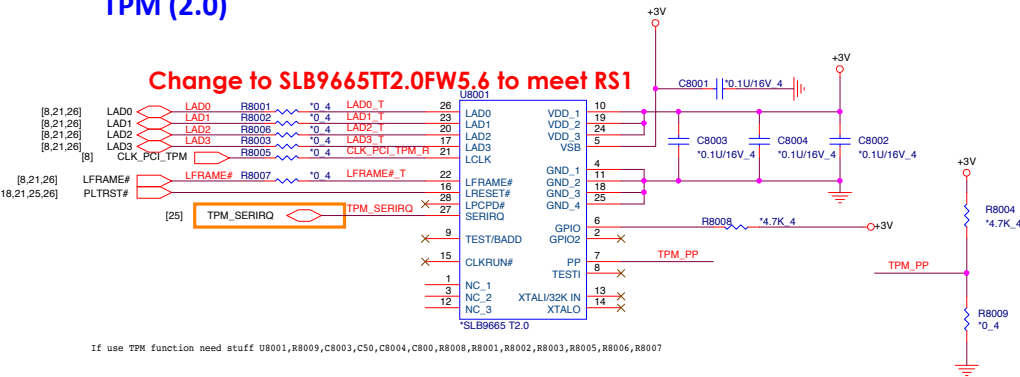 TPM (2.0)
+3V
+3V
Change to SLB9665TT2.0FW5.6 to meet RS1
C8001 *0.1U/16V_4
U8001
[8,21,26] LAD0 LAD0 R8001 *0_4 LAD0_T 26 LAD0 VDD_1 10
[8,21,26] LAD1 LAD1 R8002 *0_4 LAD1_T 23 LAD1 VDD_2 19
[8,21,26] LAD2 LAD2 R8006 *0_4 LAD2_T 20 LAD2 VDD_3 24
[8,21,26] LAD3 LAD3 R8003 *0_4 LAD3_T 17 LAD3 VSB 5
[8] CLK_PCI_TPM R8005 *0_4 CLK_PCI_TPM_R 21 LCLK
C8003 C8004 C8002
*0.1U/16V_4 *0.1U/16V_4 *0.1U/16V_4
GND_1 4
[8,21,26] LFRAME# LFRAME# R8007 *0_4 LFRAME#_T 22 LFRAME# GND_2 11
18,21,25,26] PLTRST# 16 LRESET# GND_3 18
28 LPCPD# GND_4 25
[25] TPM_SERIRQ TPM_SERIRQ 27 SERIRQ
+3V
R8004
*4.7K_4
GPIO 6 R8008 *4.7K_4 +3V
9 TEST/BADD GPIO2 2
15 CLKRUN# PP 7 TPM_PP
TESTI 8
TPM_PP
1 NC_1
3 NC_2 XTALI/32K IN 13
12 NC_3 XTALO 14
R8009
*0_4
*SLB9665 T2.0
If use TPM function need stuff U8001,R8009,C8003,C50,C8004,C800,R8008,R8001,R8002,R8003,R8005,R8006,R8007